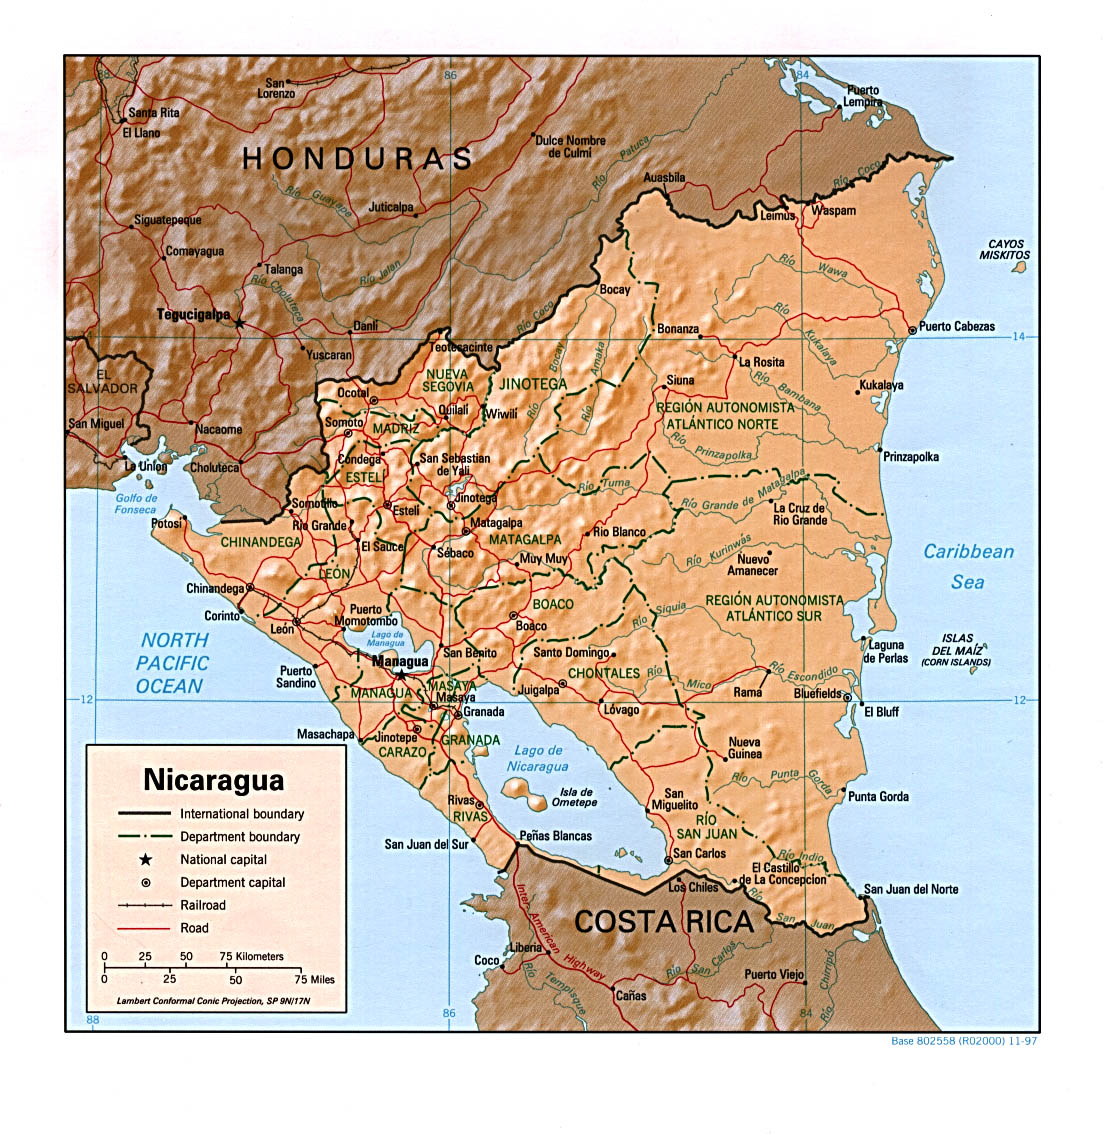 88
86
84
San
Lorenzo
Santa Rita
El Llano
HONDURAS
Dulce Nombre
de Culmí
Río Patuca
Puerto
Lempira
Río Coco
Auasbila
Río Guayape
Juticalpa
Leimus
Waspam
Siguatepeque
Comayagua
Talanga
Río Jalan
Río Choluteca
CAYOS
MISKITOS
Río Wawa
Bocay
Río Coco
Tegucigalpa
Danlí
Río Kukalaya
Bonanza
Puerto Cabezas
14
Yuscaran
Teotecacinte
La Rosita
EL
SALVADOR
NUEVA
SEGOVIA
JINOTEGA
Río Bocay
Río Amaka
Siuna
Río Bambana
Kukalaya
Ocotal
Quilalí
Wiwilí
REGIÓN AUTONOMISTA
ATLÁNTICO NORTE
San Miguel
Nacaome
Somoto
MADRIZ
Río Prinzapolka
Prinzapolka
La Uníon
Choluteca
Condega
San Sebastian
de Yalí
ESTELÍ
Golfo de
Fonseca
Somotillo
Jinotega
Río Tuma
Río Grande de Matagalpa
Potosí
Río Grande
Estelí
Matagalpa
La Cruz de
Río Grande
CHINANDEGA
El Sauce
Sébaco
MATAGALPA
Río Blanco
Río Kurinwás
Caribbean
Sea
LEÓN
Muy Muy
Nuevo
Amanecer
Chinandega
Corinto
León
Puerto
Momotombo
BOACO
Boaco
REGIÓN AUTONOMISTA
ATLÁNTICO SUR
Río Siquia
NORTH
PACIFIC
OCEAN
Lago de
Managua
Managua
San Benito
Santo Domingo
CHONTALES
Laguna
de Perlas
ISLAS
DEL MAÍZ
(CORN ISLANDS)
Puerto
Sandino
MANAGUA
MASAYA
Masaya
Juigalpa
Río Mico
Río Escondido
Rama
Bluefields
El Bluff
12
12
Granada
Lóvago
Masachapa
Jinotepe
CARAZO
GRANADA
Lago de
Nicaragua
Nueva
Guinea
Río Punta Gorda
Punta Gorda
Isla de
Ometepe
San
Miguelito
Rivas
RIVAS
RÍO
SAN JUAN
San Juan del Sur
Peñas Blancas
San Carlos
Río Indio
El Castillo
de La Concepcíon
Los Chiles
San Juan del Norte
Río San Juan
COSTA RICA
Inter-American Highway
Liberia
Coco
Río Tempisque
Río San Carlos
Cañas
Puerto Viejo
Río Chirripó
Nicaragua
International boundary
Department boundary
National capital
Department capital
Railroad
Road
0 25 50 75 Kilometers
0 25 50 75 Miles
Lambert Conformal Conic Projection, SP 9N/17N
88
86
84
Base 802558 (R02000) 11-97